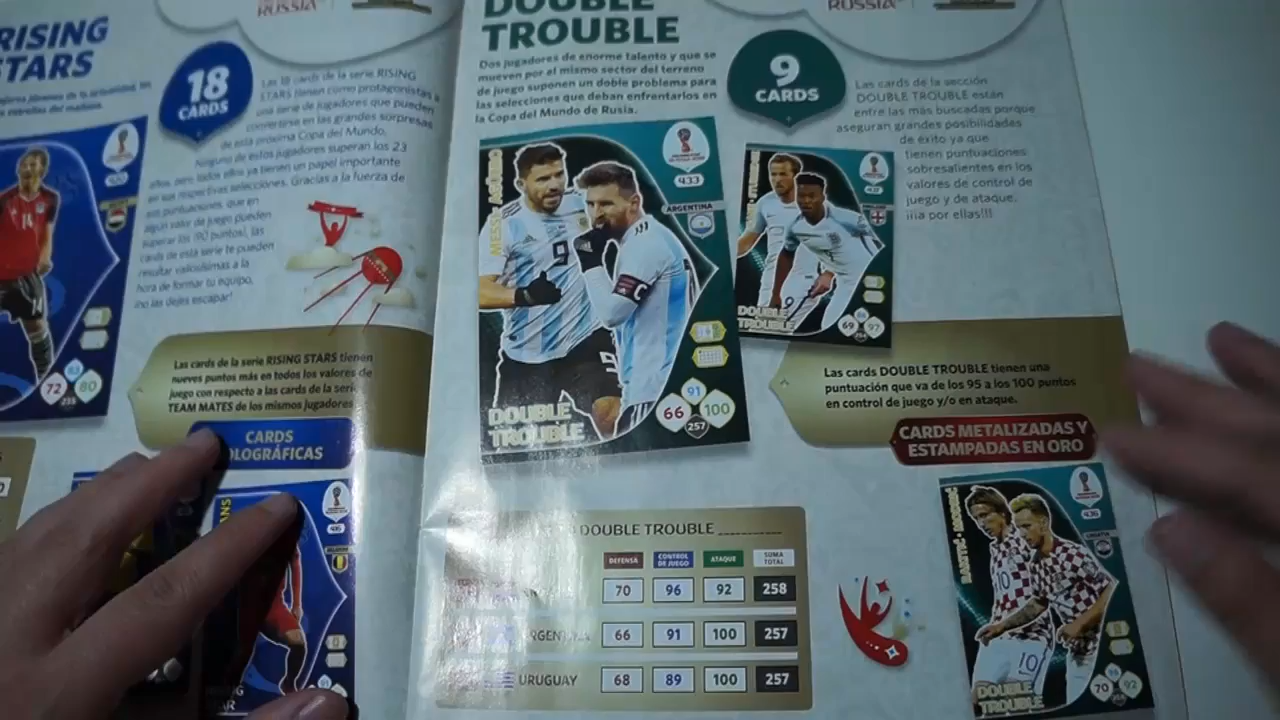 RUSSIA
RISING
STARS
18
CARDS
Las 18 cards de la serie RISING
STARS tienen como protagonistas a
una serie de jugadores que pueden
convertirse en las grandes sorpresas
de esta próxima Copa del Mundo.
Ninguno de estos jugadores superan los 23
años, pero todos ellos ya tienen un papel importante
en sus respectivas selecciones. Gracias a la fuerza de
sus puntuaciones, que en
algún valor de juego pueden
superar los 90 puntos, las
cards de esta serie te pueden
resultar valiosísimas a la
hora de formar tu equipo,
¡no las dejes escapar!
72
80
Las cards de la serie RISING STARS tienen
nueve puntos más en todos los valores de
juego con respecto a las cards de la serie
TEAM MATES de los mismos jugadores
CARDS
OLOGRÁFICAS
DOUBLE
TROUBLE
Dos jugadores de enorme talento y que se
mueven por el mismo sector del terreno
de juego suponen un doble problema para
las selecciones que deban enfrentarlos en
la Copa del Mundo de Rusia.
RUSSIA
9
CARDS
Las cards de la sección
DOUBLE TROUBLE están
entre las más buscadas porque
aseguran grandes posibilidades
de éxito ya que
tienen puntuaciones
sobresalientes en los
valores de control de
juego y de ataque.
¡¡¡a por ellas!!!
MESSI - AGÜERO
433
ARGENTINA
9
C
91
66 100
257
DOUBLE
TROUBLE
DOUBLE
TROUBLE
69 97
Las cards DOUBLE TROUBLE tienen una
puntuación que va de los 95 a los 100 puntos
en control de juego y/o en ataque.
CARDS METALIZADAS Y
ESTAMPADAS EN ORO
DOUBLE TROUBLE
DEFENSA CONTROL DE JUEGO ATAQUE SUMA TOTAL
70 96 92 258
RGENTINA 66 91 100 257
URUGUAY 68 89 100 257
436
10
10
70 92
DOUBLE
TROUBLE